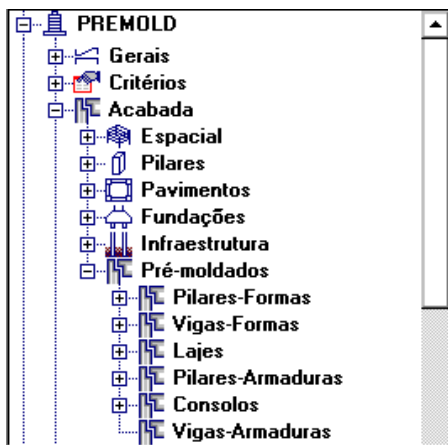 PREMOLD
Gerais
Critérios
Acabada
Espacial
Pilares
Pavimentos
Fundações
Infraestrutura
Pré-moldados
Pilares-Formas
Vigas-Formas
Lajes
Pilares-Armaduras
Consolos
Vigas-Armaduras